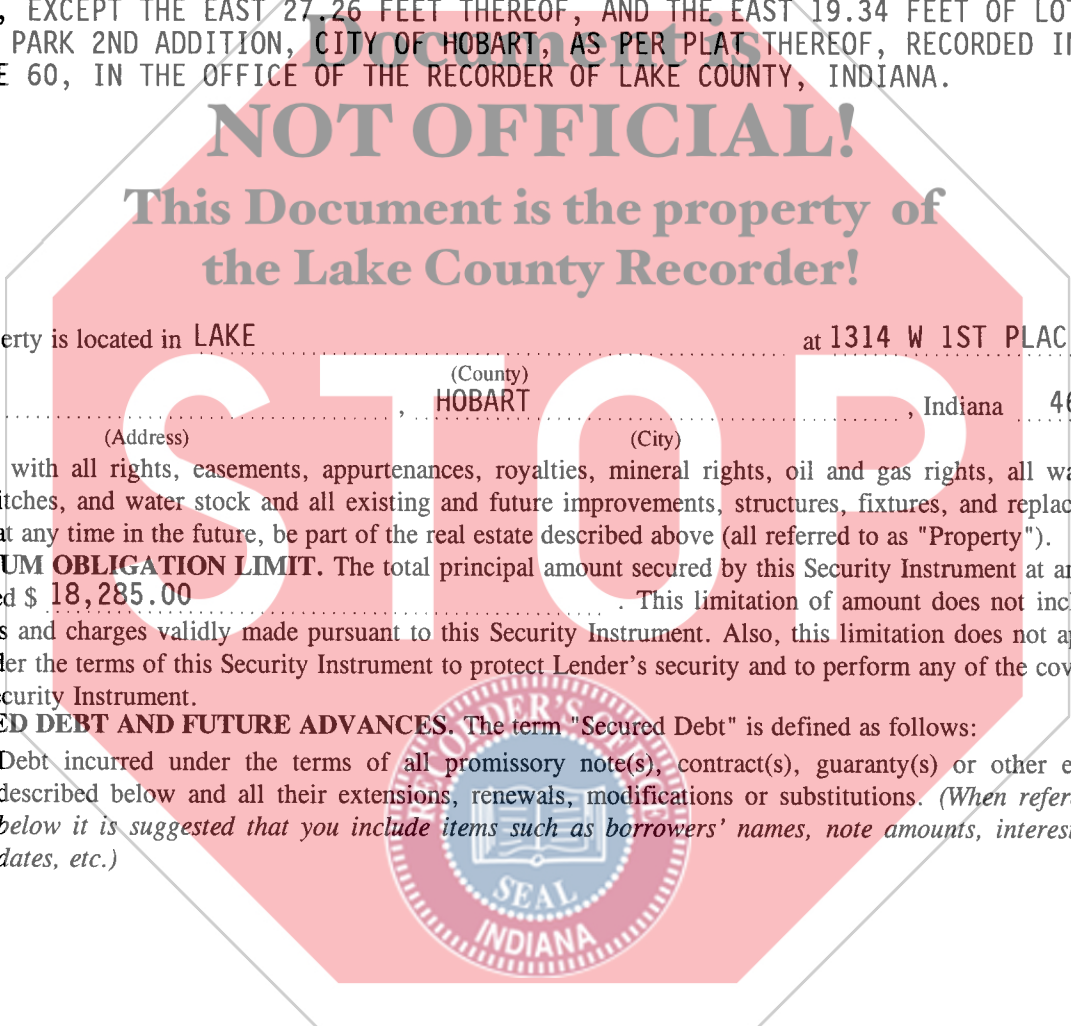 , EXCEPT THE EAST 27.26 FEET THEREOF, AND THE EAST 19.34 FEET OF LOT
PARK 2ND ADDITION, CITY OF HOBART, AS PER PLAT THEREOF, RECORDED IN
E 60, IN THE OFFICE OF THE RECORDER OF LAKE COUNTY, INDIANA.
Document is
NOT OFFICIAL!
This Document is the property of
the Lake County Recorder!
erty is located in LAKE at 1314 W 1ST PLAC
(County)
, HOBART , Indiana 46
(Address) (City)
with all rights, easements, appurtenances, royalties, mineral rights, oil and gas rights, all wa
itches, and water stock and all existing and future improvements, structures, fixtures, and replac
at any time in the future, be part of the real estate described above (all referred to as "Property").
UM OBLIGATION LIMIT. The total principal amount secured by this Security Instrument at an
ed $ 18,285.00 . This limitation of amount does not inc
s and charges validly made pursuant to this Security Instrument. Also, this limitation does not ap
der the terms of this Security Instrument to protect Lender's security and to perform any of the cov
curity Instrument.
ED DEBT AND FUTURE ADVANCES. The term "Secured Debt" is defined as follows:
Debt incurred under the terms of all promissory note(s), contract(s), guaranty(s) or other e
described below and all their extensions, renewals, modifications or substitutions. (When refer
below it is suggested that you include items such as borrowers' names, note amounts, interest
dates, etc.)
STOP
RECORDER'S OFFICE
SEAL
INDIANA